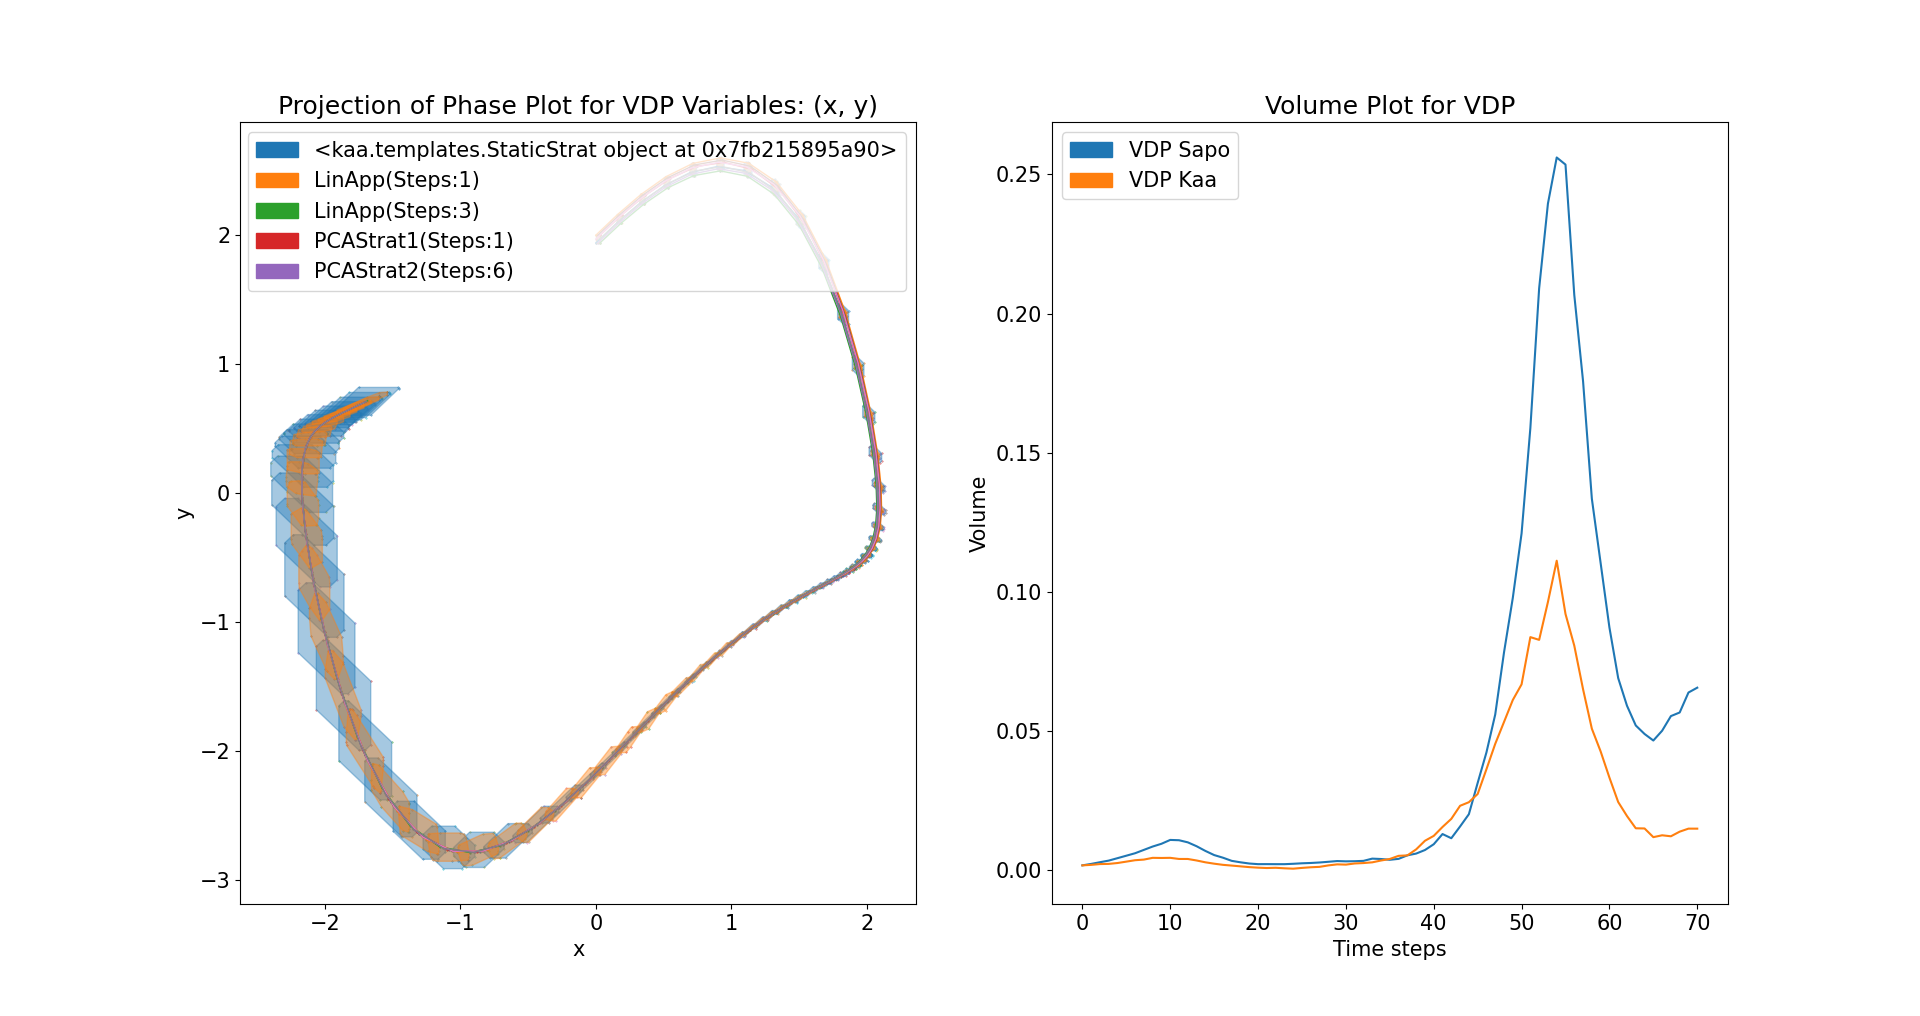 Projection of Phase Plot for VDP Variables: (x, y)
<kaa.templates.StaticStrat object at 0x7fb215895a90>
LinApp(Steps:1)
LinApp(Steps:3)
PCAStrat1(Steps:1)
PCAStrat2(Steps:6)
2
1
0
−1
−2
−3
y
−2
−1
0
1
2
x
Volume Plot for VDP
VDP Sapo
VDP Kaa
0.25
0.20
0.15
0.10
0.05
0.00
Volume
0
10
20
30
40
50
60
70
Time steps